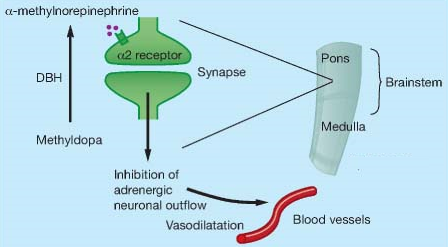 α-methylnorepinephrine
α2 receptor
Synapse
DBH
Methyldopa
Pons
Brainstem
Medulla
Inhibition of
adrenergic
neuronal outflow
Vasodilatation
Blood vessels